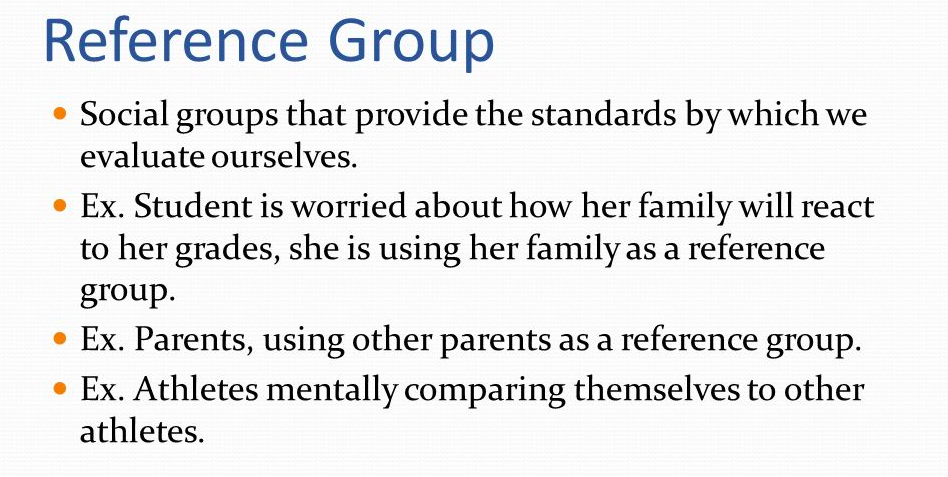 Reference Group
• Social groups that provide the standards by which we
evaluate ourselves.
• Ex. Student is worried about how her family will react
to her grades, she is using her family as a reference
group.
• Ex. Parents, using other parents as a reference group.
• Ex. Athletes mentally comparing themselves to other
athletes.